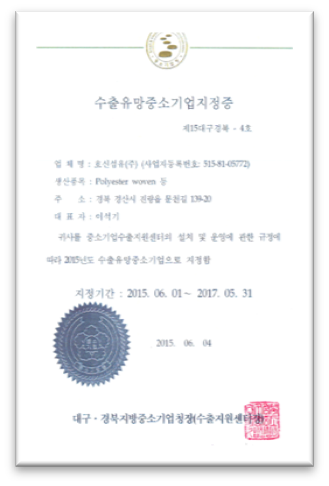 수출유망중소기업지정증
제15대구경북 - 4호
업 체 명 : 호신섬유(주) (사업자등록번호: 515-81-05772)
생산품목 : Polyester woven 등
주 소 : 경북 경산시 진량읍 문천길 139-20
대 표 자 : 이석기
귀사를 중소기업수출지원센터의 설치 및 운영에 관한 규정에
따라 2015년도 수출유망중소기업으로 지정함
지정기간 : 2015. 06. 01~ 2017. 05. 31
2015. 06. 04
대구 · 경북지방중소기업청장(수출지원센터장)